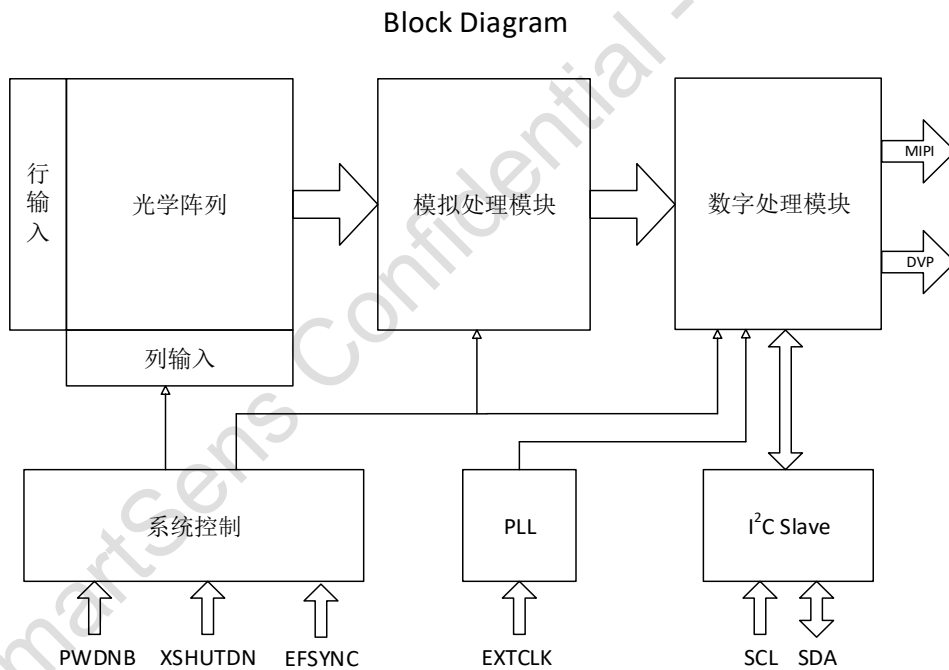 Block Diagram
行输入
光学阵列
模拟处理模块
数字处理模块
MIPI
DVP
列输入
系统控制
PLL
I²C Slave
PWDNB
XSHUTDN
EFSYNC
EXTCLK
SCL
SDA
martSens Confidential -